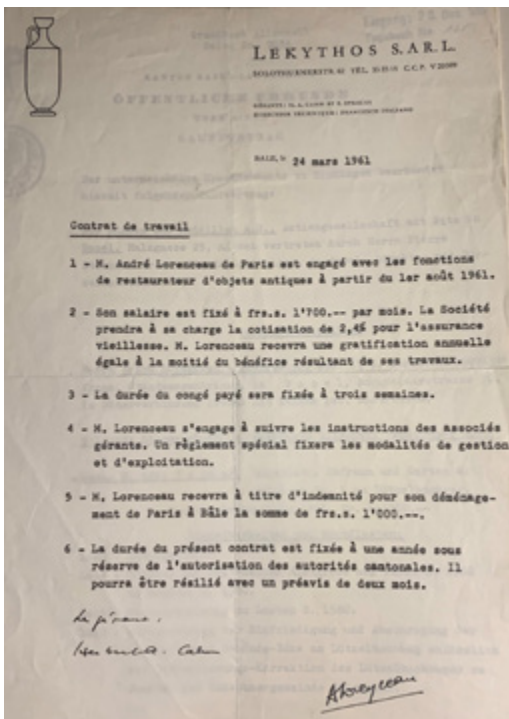 LEKYTHOS S.AR.L.
BALE, le 24 mars 1961
Contrat de travail
1 - M. André Lorenceau de Paris est engagé avec les fonctions
de restaurateur d'objets antiques à partir du 1er août 1961.
2 - Son salaire est fixé à frs.s. 1'700.-- par mois. La Société
prendra à sa charge la cotisation de 2,4% pour l'assurance
vieillesse. M. Lorenceau recevra une gratification annuelle
égale à la moitié du bénéfice résultant de ses travaux.
3 - La durée du congé payé sera fixée à trois semaines.
4 - M. Lorenceau s'engage à suivre les instructions des associés
gérants. Un règlement spécial fixera les modalités de gestion
et d'exploitation.
5 - M. Lorenceau recevra à titre d'indemnité pour son déménage-
ment de Paris à Bâle la somme de frs.s. 1'000.--.
6 - La durée du présent contrat est fixée à une année sous
réserve de l'autorisation des autorités cantonales. Il
pourra être résilié avec un préavis de deux mois.